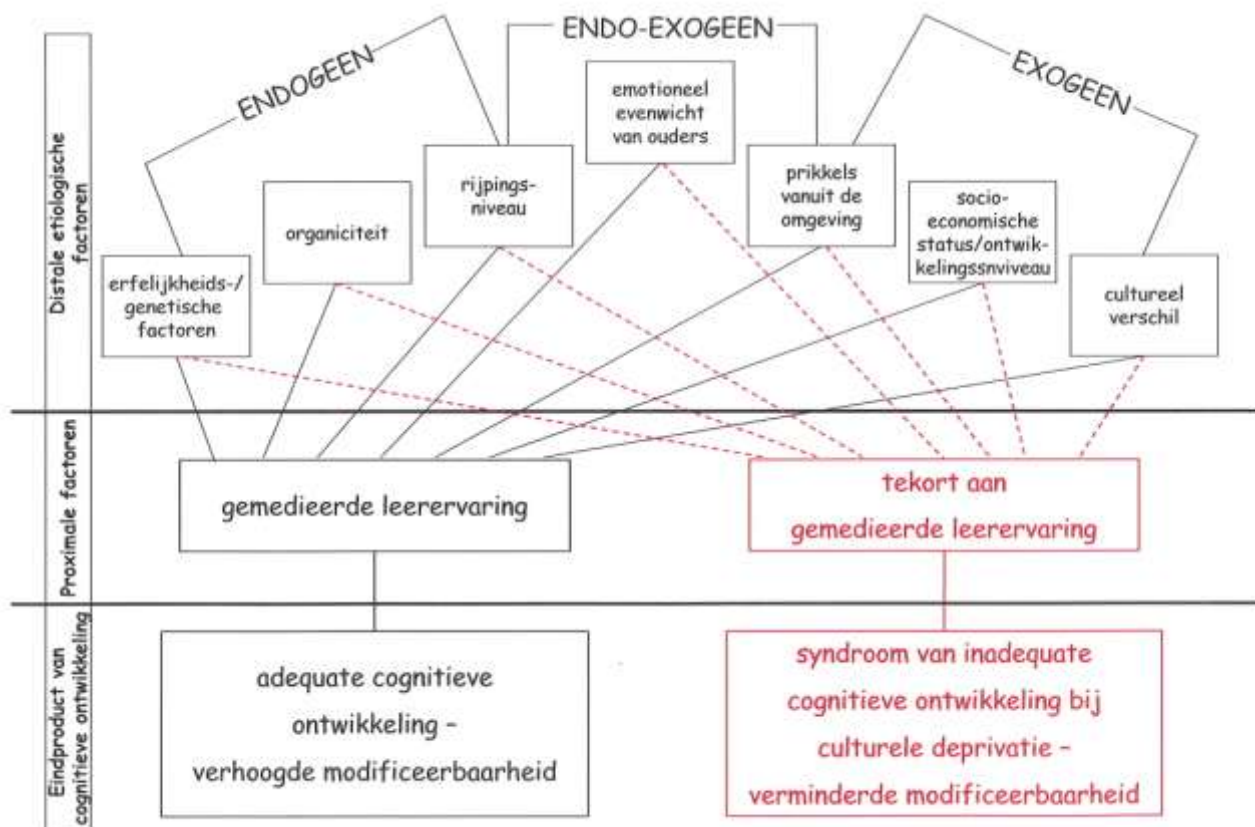 ENDO-EXOGEEN
ENDOGEEN
EXOGEEN
Distale etiologische
factoren
emotioneel
evenwicht
van ouders
rijpings-
niveau
prikkels
vanuit de
omgeving
organiciteit
socio-
economische
status/ontwik-
kelingssnviveau
erfelijkheids-/
genetische
factoren
cultureel
verschil
Proximale factoren
gemedieerde leerervaring
tekort aan
gemedieerde leerervaring
Eindproduct van
cognitieve ontwikkeling
adequate cognitieve
ontwikkeling –
verhoogde modificeerbaarheid
syndroom van inadequate
cognitieve ontwikkeling bij
culturele deprivatie –
verminderde modificeerbaarheid